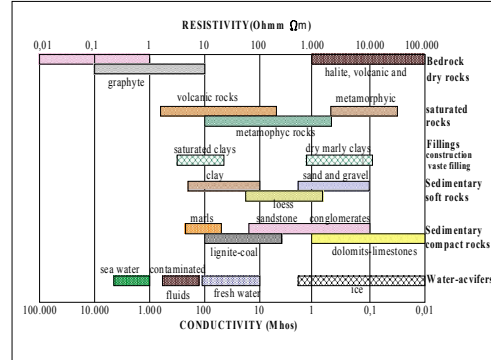 RESISTIVITY(Ohmm Ωm)
0,01 0,1 1 10 100 1.000 10.000 100.000
Bedrock
dry rocks
graphyte
halite, volcanic and
volcanic rocks
metamorphyic
saturated
rocks
metamophyc rocks
Fillings
construction
vaste filling
saturated clays
dry marly clays
clay
sand and gravel
Sedimentary
soft rocks
loess
marls
sandstone
conglomerates
Sedimentary
compact rocks
lignite-coal
dolomits-limestones
sea water
contaminated
Water-acvifers
fluids
fresh water
ice
100.000 10.000 1.000 100 10 1 0,1 0,01
CONDUCTIVITY (Mhos)